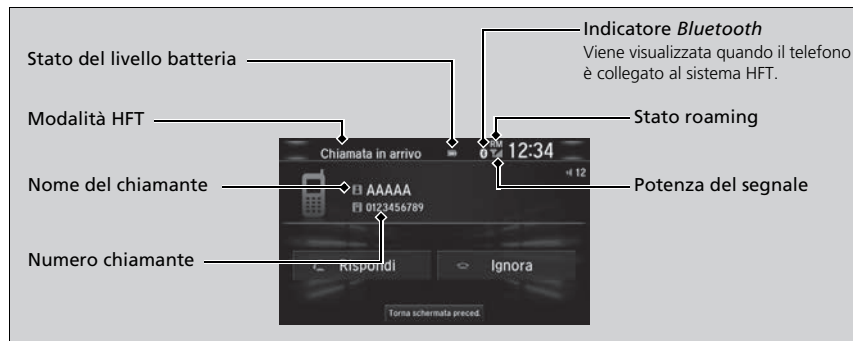 Indicatore Bluetooth
Viene visualizzata quando il telefono
è collegato al sistema HFT.
Stato del livello batteria
Modalità HFT
Stato roaming
Nome del chiamante
Potenza del segnale
Numero chiamante
Chiamata in arrivo
RM
12:34
12
AAAAA
0123456789
Rispondi
Ignora
Torna schermata preced.